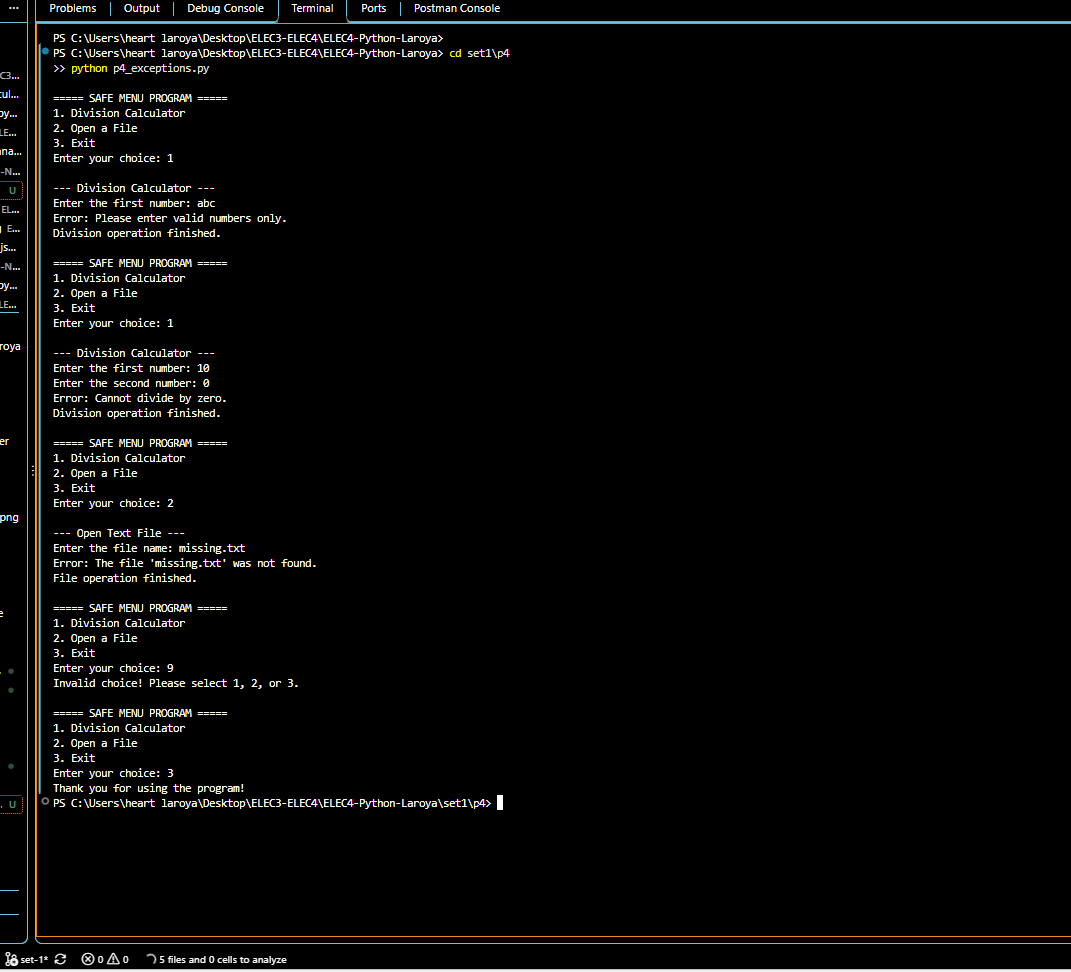 Problems Output Debug Console Terminal Ports Postman Console
PS C:\Users\heart laroya\Desktop\ELEC3-ELEC4\ELEC4-Python-Laroya>
PS C:\Users\heart laroya\Desktop\ELEC3-ELEC4\ELEC4-Python-Laroya> cd set1\p4
>> python p4_exceptions.py
===== SAFE MENU PROGRAM =====
1. Division Calculator
2. Open a File
3. Exit
Enter your choice: 1
--- Division Calculator ---
Enter the first number: abc
Error: Please enter valid numbers only.
Division operation finished.
===== SAFE MENU PROGRAM =====
1. Division Calculator
2. Open a File
3. Exit
Enter your choice: 1
--- Division Calculator ---
Enter the first number: 10
Enter the second number: 0
Error: Cannot divide by zero.
Division operation finished.
===== SAFE MENU PROGRAM =====
1. Division Calculator
2. Open a File
3. Exit
Enter your choice: 2
--- Open Text File ---
Enter the file name: missing.txt
Error: The file 'missing.txt' was not found.
File operation finished.
===== SAFE MENU PROGRAM =====
1. Division Calculator
2. Open a File
3. Exit
Enter your choice: 9
Invalid choice! Please select 1, 2, or 3.
===== SAFE MENU PROGRAM =====
1. Division Calculator
2. Open a File
3. Exit
Enter your choice: 3
Thank you for using the program!
PS C:\Users\heart laroya\Desktop\ELEC3-ELEC4\ELEC4-Python-Laroya\set1\p4>
set-1* 0 0 5 files and 0 cells to analyze